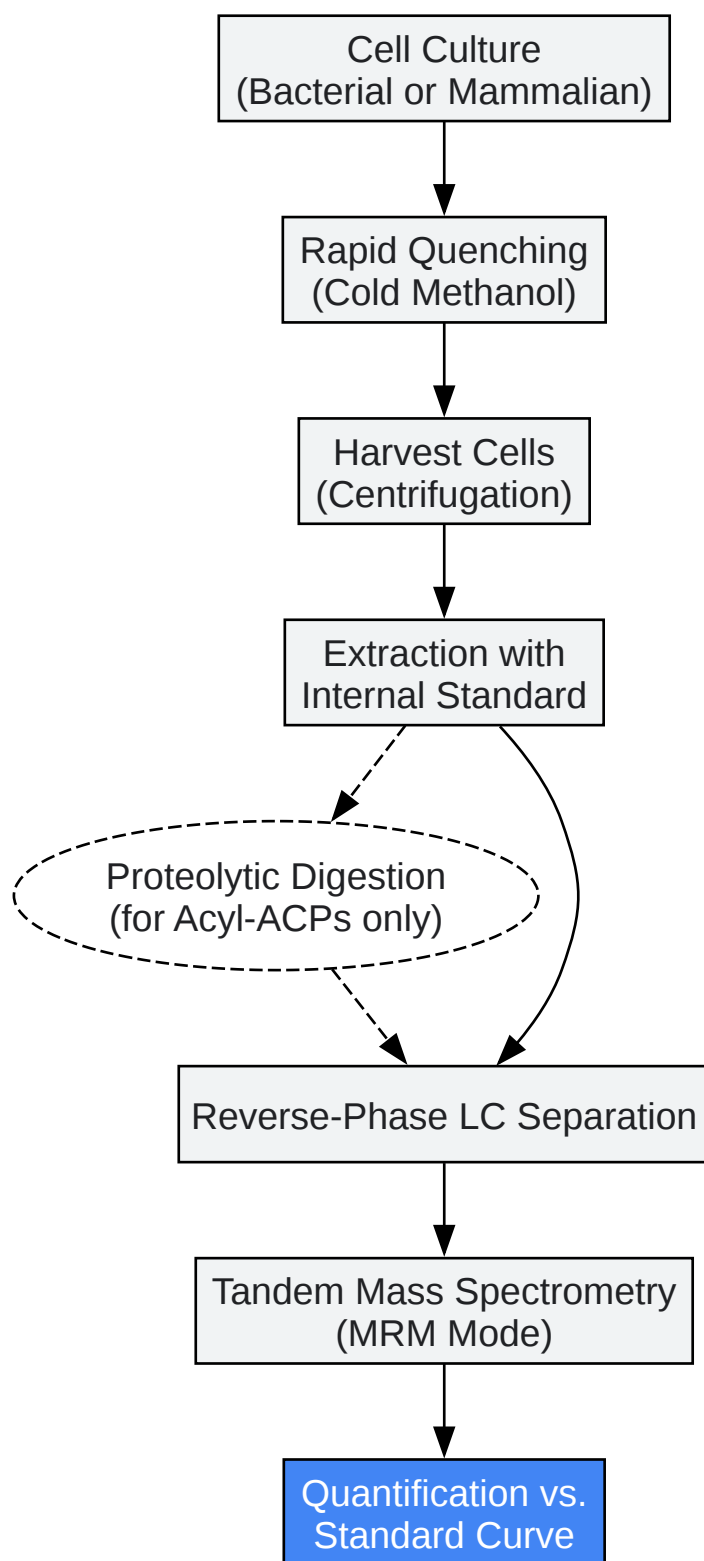 Cell Culture
(Bacterial or Mammalian)
Rapid Quenching
(Cold Methanol)
Harvest Cells
(Centrifugation)
Extraction with
Internal Standard
Proteolytic Digestion
(for Acyl-ACPs only)
Reverse-Phase LC Separation
Tandem Mass Spectrometry
(MRM Mode)
Quantification vs.
Standard Curve